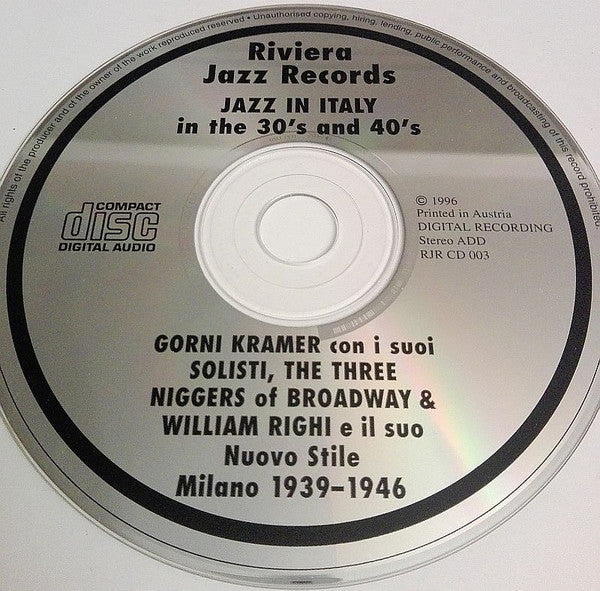 All rights of the producer and of the owner of the work reproduced reserved • Unauthorised copying, hiring, lending, public performance and broadcasting of this record prohibited.
Riviera
Jazz Records
JAZZ IN ITALY
in the 30's and 40's
COMPACT
disc
DIGITAL AUDIO
© 1996
Printed in Austria
DIGITAL RECORDING
Stereo ADD
RJR CD 003
GORNI KRAMER con i suoi
SOLISTI, THE THREE
NIGGERS of BROADWAY &
WILLIAM RIGHI e il suo
Nuovo Stile
Milano 1939-1946